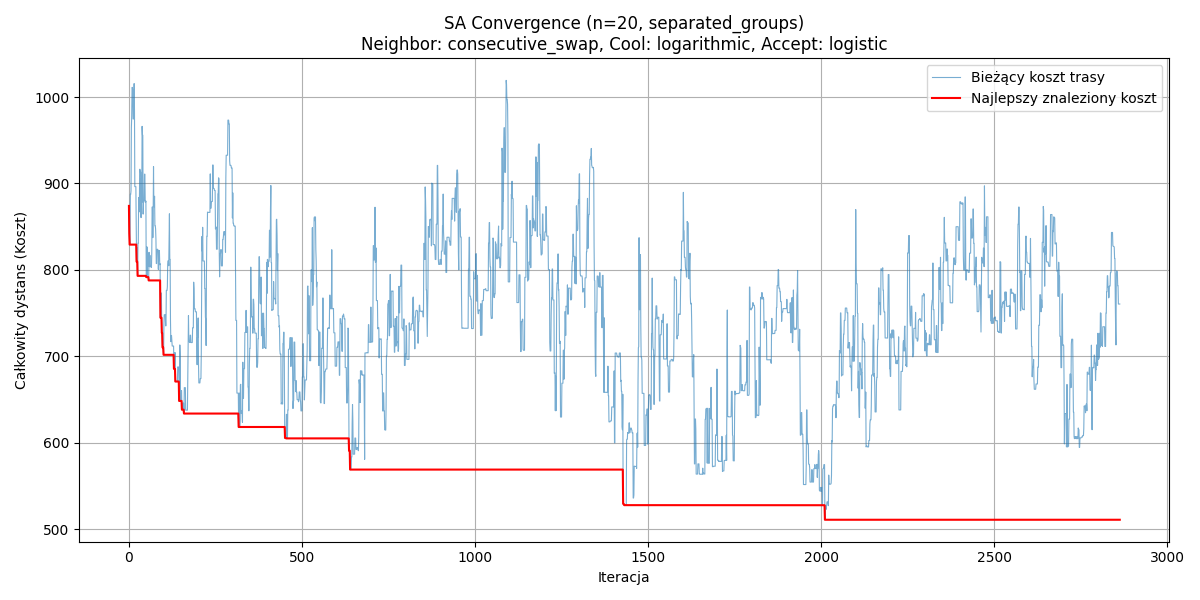 SA Convergence (n=20, separated_groups)
Neighbor: consecutive_swap, Cool: logarithmic, Accept: logistic
Bieżący koszt trasy
Najlepszy znaleziony koszt
Całkowity dystans (Koszt)
1000
900
800
700
600
500
0
500
1000
1500
2000
2500
3000
Iteracja